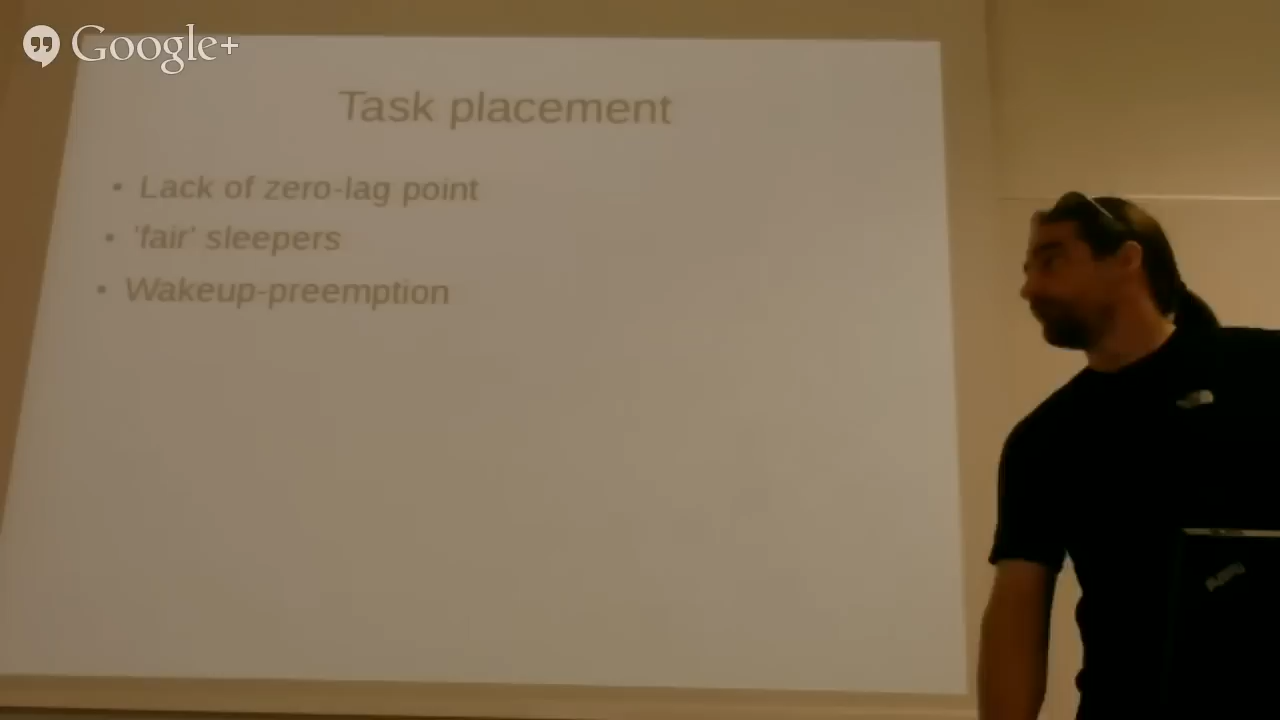 Google+
Task placement
• Lack of zero-lag point
• 'fair' sleepers
• Wakeup-preemption